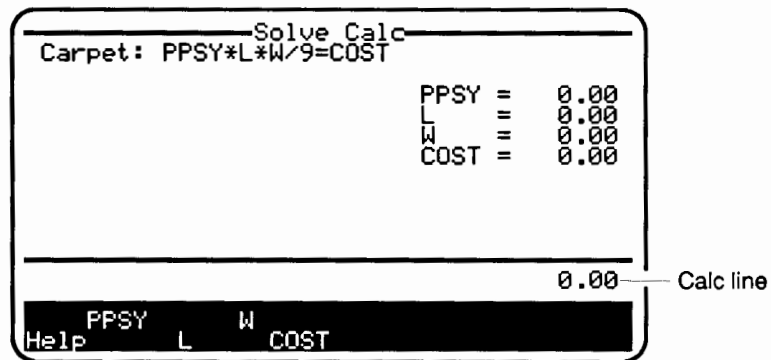 Solve Calc
Carpet: PPSY*L*W/9=COST
PPSY = 0.00
L = 0.00
W = 0.00
COST = 0.00
0.00 Calc line
PPSY W
Help L COST